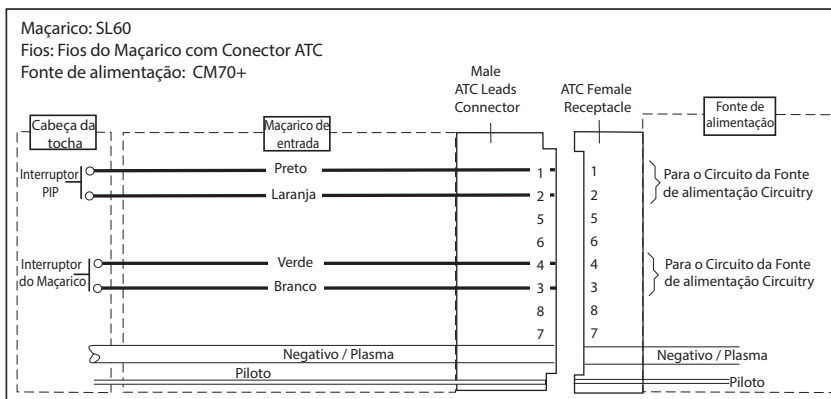 Maçarico: SL60
Fios: Fios do Maçarico com Conector ATC
Fonte de alimentação: CM70+
Male
ATC Leads
Connector
ATC Female
Receptacle
Fonte de
alimentação
Cabeça da
tocha
Maçarico de
entrada
Interruptor
PIP
Preto
Laranja
1
2
5
6
4
3
8
7
1
2
5
6
4
3
8
7
Para o Circuito da Fonte
de alimentação Circuitry
Interruptor
do Maçarico
Verde
Branco
Para o Circuito da Fonte
de alimentação Circuitry
Negativo / Plasma
Negativo / Plasma
Piloto
Piloto